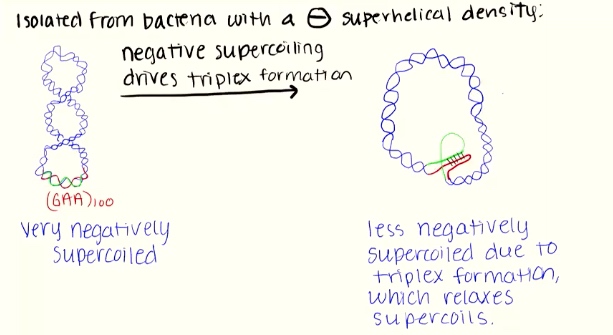 Isolated from bacteria with a ⊖ superhelical density:
negative supercoiling
drives triplex formation
(GAA)100
very negatively
supercoiled
less negatively
supercoiled due to
triplex formation,
which relaxes
supercoils.